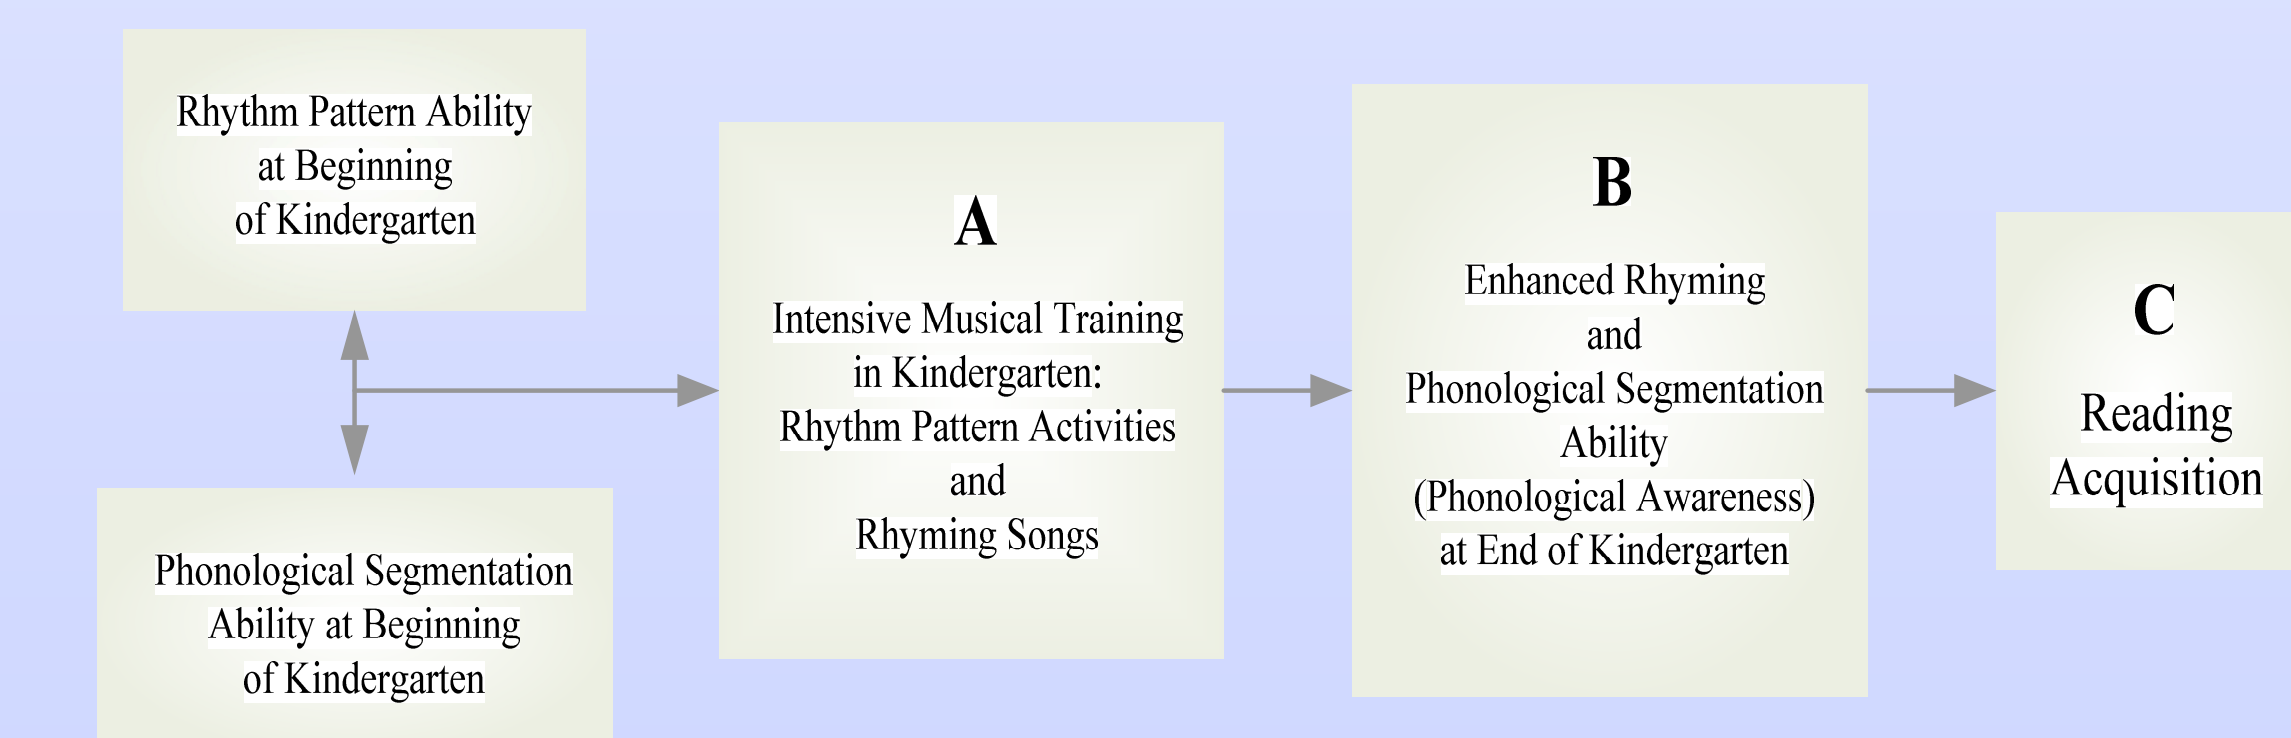 Rhythm Pattern Ability
at Beginning
of Kindergarten
Phonological Segmentation
Ability at Beginning
of Kindergarten
A
Intensive Musical Training
in Kindergarten:
Rhythm Pattern Activities
and
Rhyming Songs
B
Enhanced Rhyming
and
Phonological Segmentation
Ability
(Phonological Awareness)
at End of Kindergarten
C
Reading
Acquisition